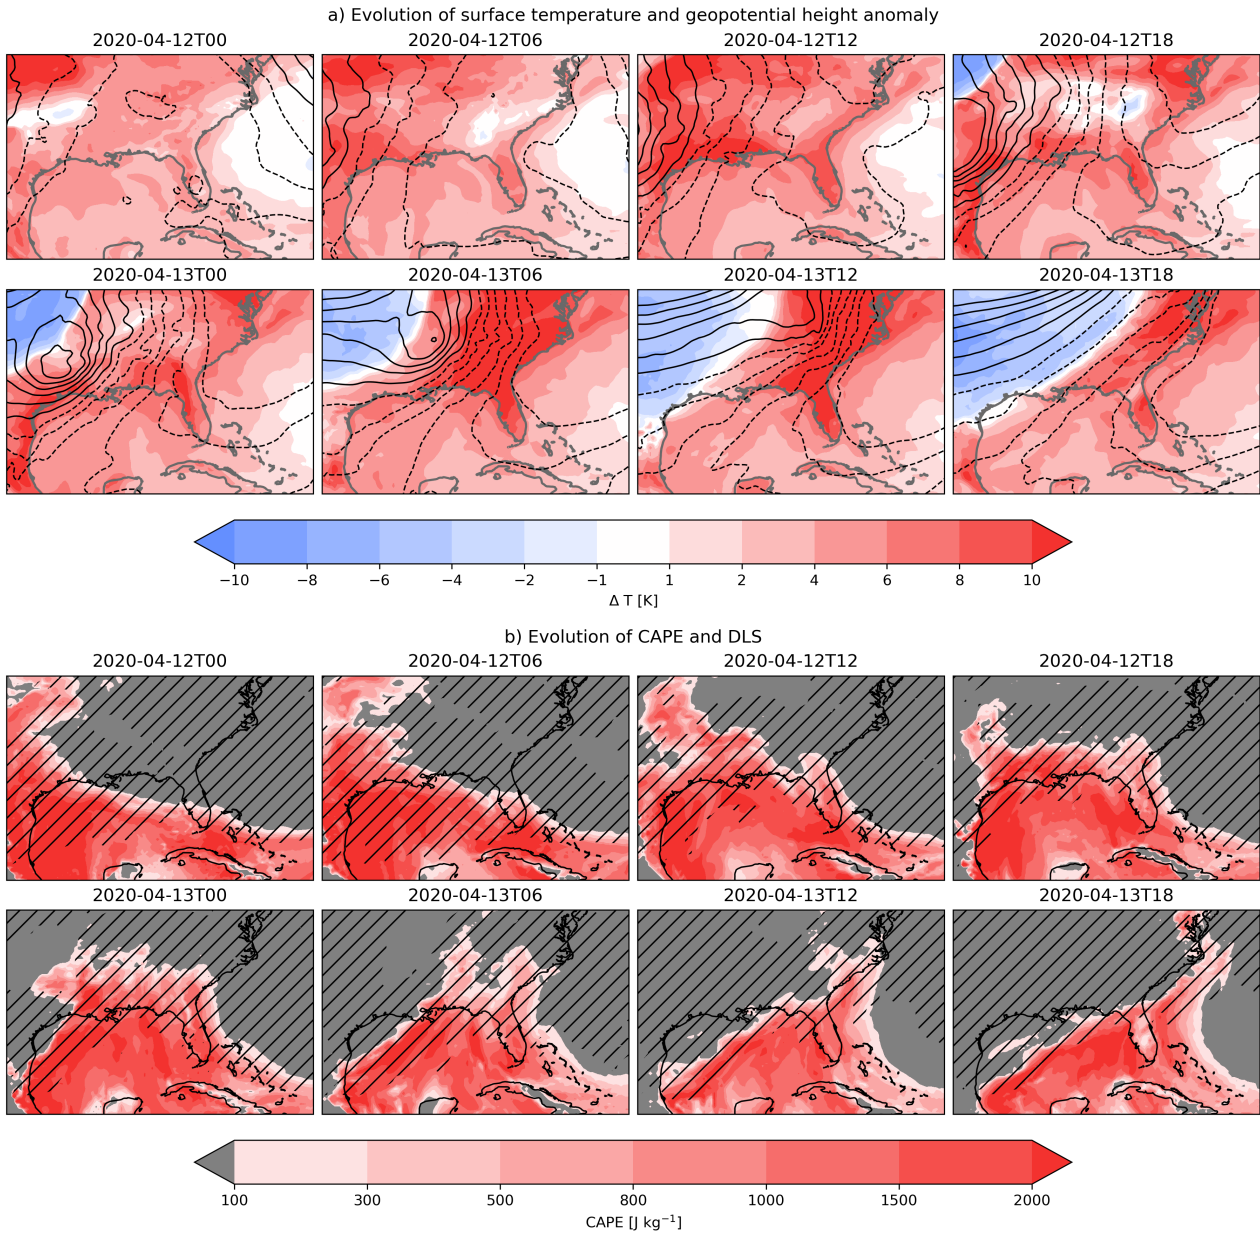 a) Evolution of surface temperature and geopotential height anomaly
2020-04-12T00 2020-04-12T06 2020-04-12T12 2020-04-12T18
2020-04-13T00 2020-04-13T06 2020-04-13T12 2020-04-13T18
−10 −8 −6 −4 −2 −1 1 2 4 6 8 10
Δ T [K]
b) Evolution of CAPE and DLS
2020-04-12T00 2020-04-12T06 2020-04-12T12 2020-04-12T18
2020-04-13T00 2020-04-13T06 2020-04-13T12 2020-04-13T18
100 300 500 800 1000 1500 2000
CAPE [J kg⁻¹]